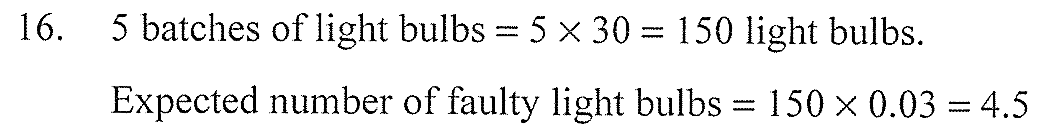 16. 5 batches of light bulbs = 5 × 30 = 150 light bulbs.
Expected number of faulty light bulbs = 150 × 0.03 = 4.5